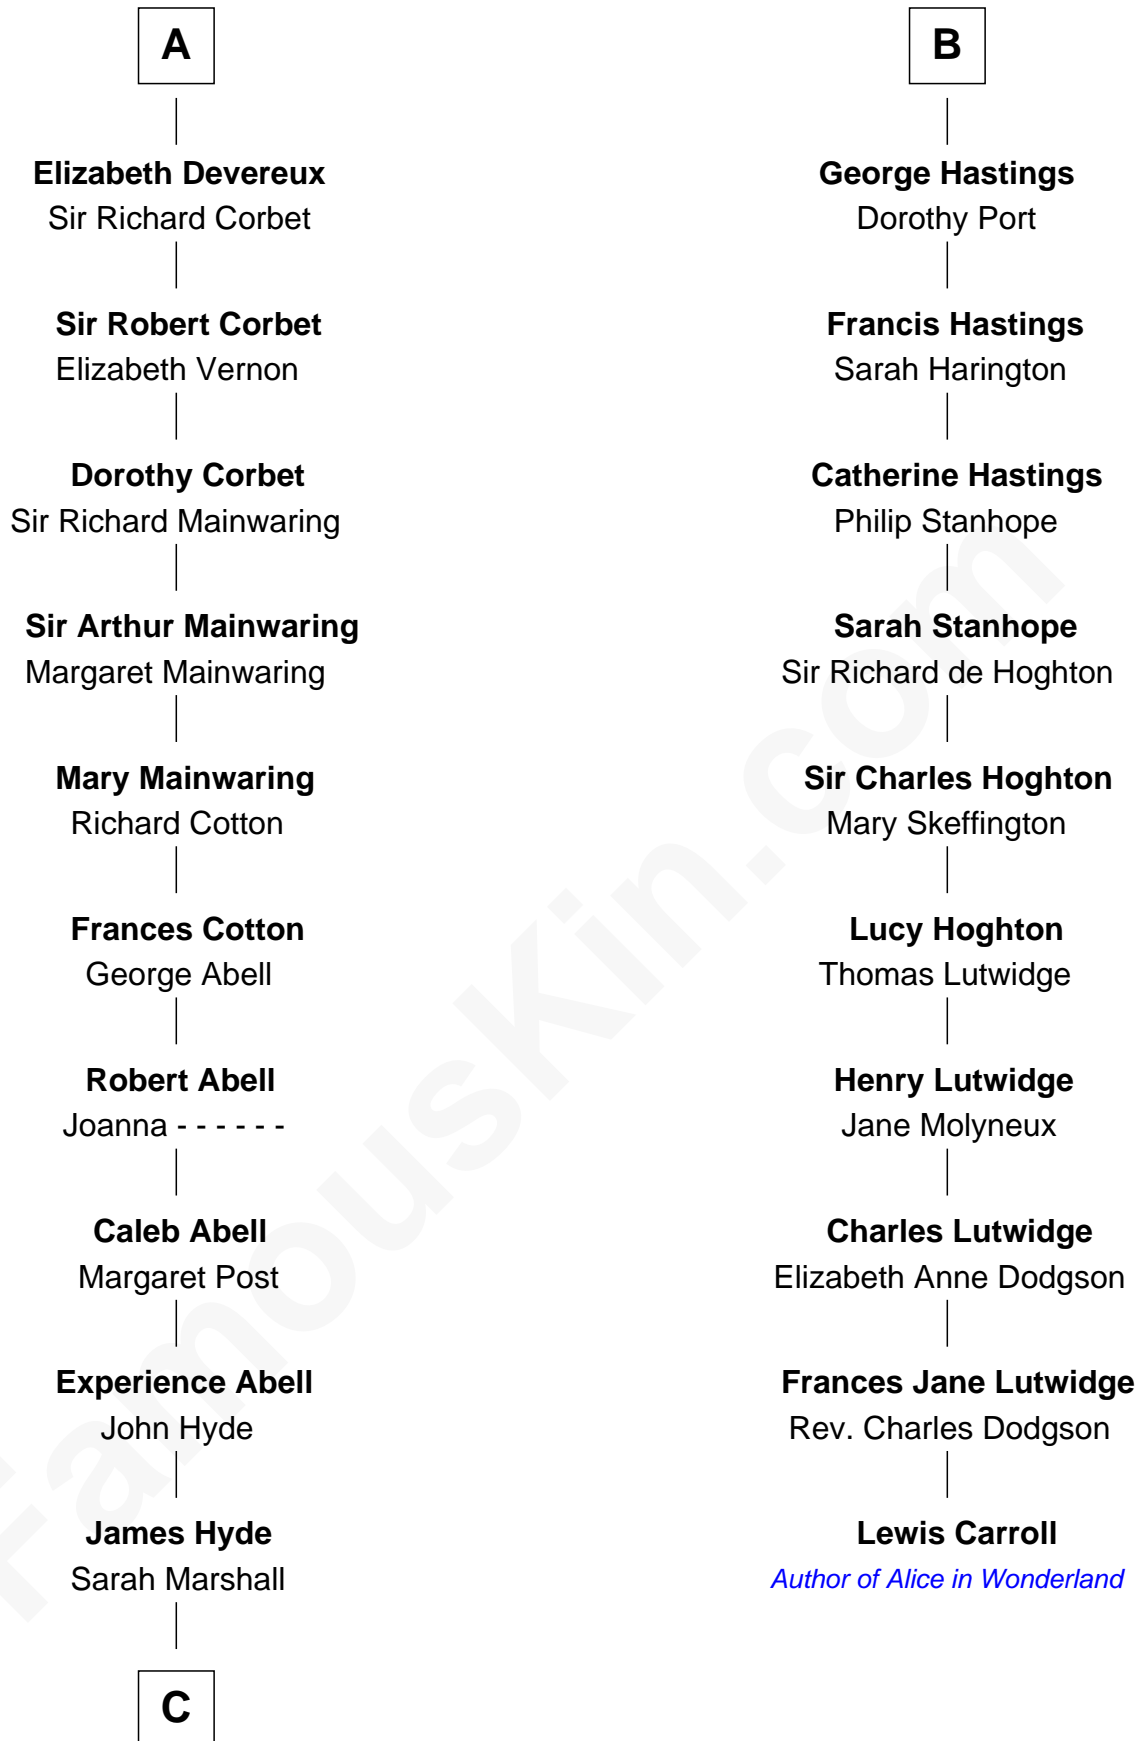 A
Elizabeth Devereux
Sir Richard Corbet
Sir Robert Corbet
Elizabeth Vernon
Dorothy Corbet
Sir Richard Mainwaring
Sir Arthur Mainwaring
Margaret Mainwaring
Mary Mainwaring
Richard Cotton
Frances Cotton
George Abell
Robert Abell
Joanna - - - - - -
Caleb Abell
Margaret Post
Experience Abell
John Hyde
James Hyde
Sarah Marshall
C
B
George Hastings
Dorothy Port
Francis Hastings
Sarah Harington
Catherine Hastings
Philip Stanhope
Sarah Stanhope
Sir Richard de Hoghton
Sir Charles Hoghton
Mary Skeffington
Lucy Hoghton
Thomas Lutwidge
Henry Lutwidge
Jane Molyneux
Charles Lutwidge
Elizabeth Anne Dodgson
Frances Jane Lutwidge
Rev. Charles Dodgson
Lewis Carroll
Author of Alice in Wonderland
FamousKin.com